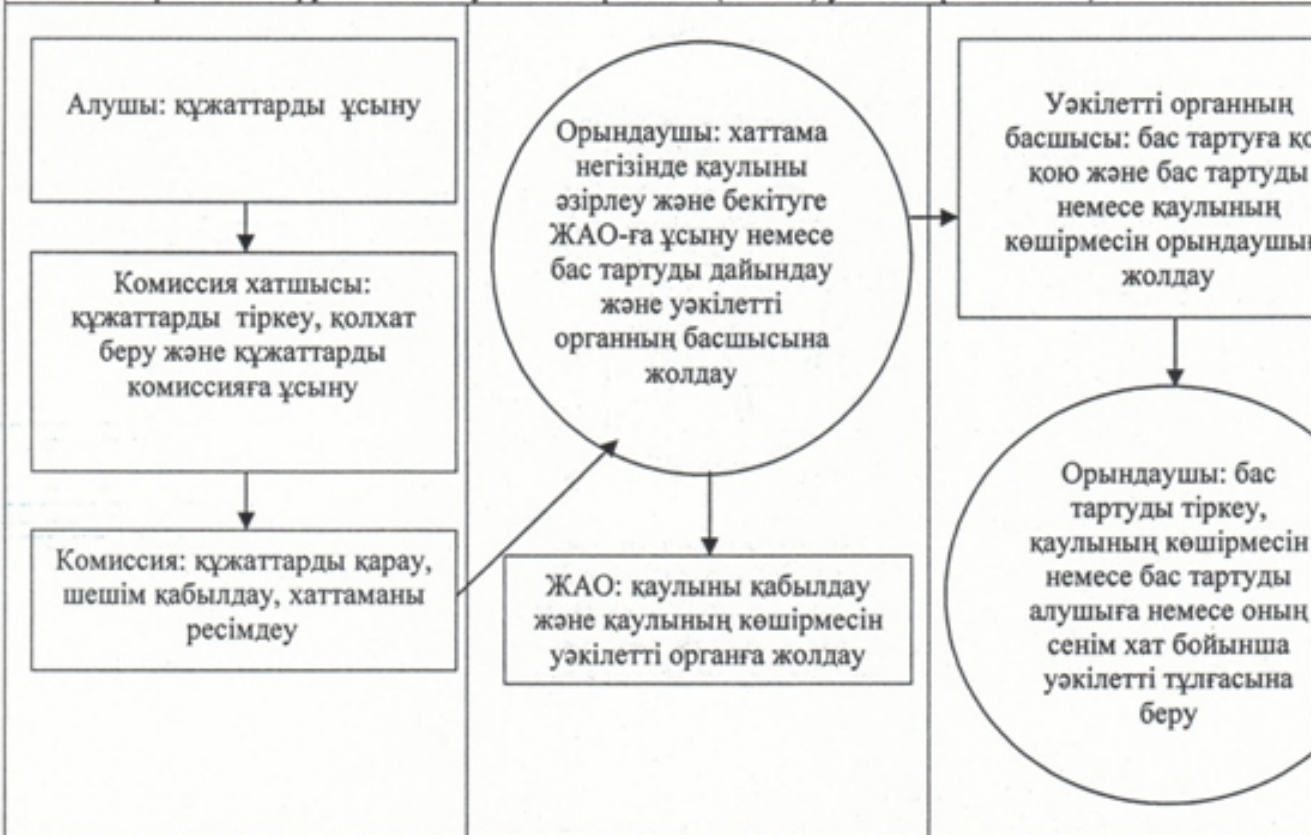 Алушы: құжаттарды ұсыну
Комиссия хатшысы:
құжаттарды тіркеу, қолхат
беру және құжаттарды
комиссияға ұсыну
Комиссия: құжаттарды қарау,
шешім қабылдау, хаттаманы
ресімдеу
Орындаушы: хаттама
негізінде қаулыны
әзірлеу және бекітуге
ЖАО-ға ұсыну немесе
бас тартуды дайындау
және уәкілетті
органның басшысына
жолдау
ЖАО: қаулыны қабылдау
және қаулының көшірмесін
уәкілетті органға жолдау
Уәкілетті органның
басшысы: бас тартуға
қою және бас тартуды
немесе қаулының
көшірмесін
жолдау
Орындаушы: бас
тартуды тіркеу,
қаулының көшірмесін
немесе бас тартуды
алушыға немесе оның
сенім хат бойынша
уәкілетті тұлғасына
беру